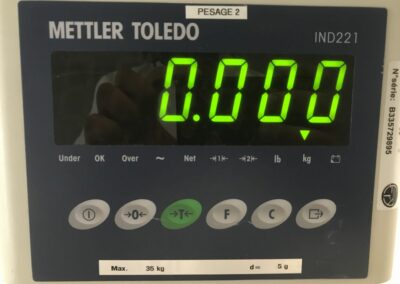 PESAGE 2
METTLER TOLEDO
IND221
0.000
Under OK Over ~ Net →1← →2← lb kg
→0← →T← F C
Max. 35 kg d= 5 g
N°série: B335729895